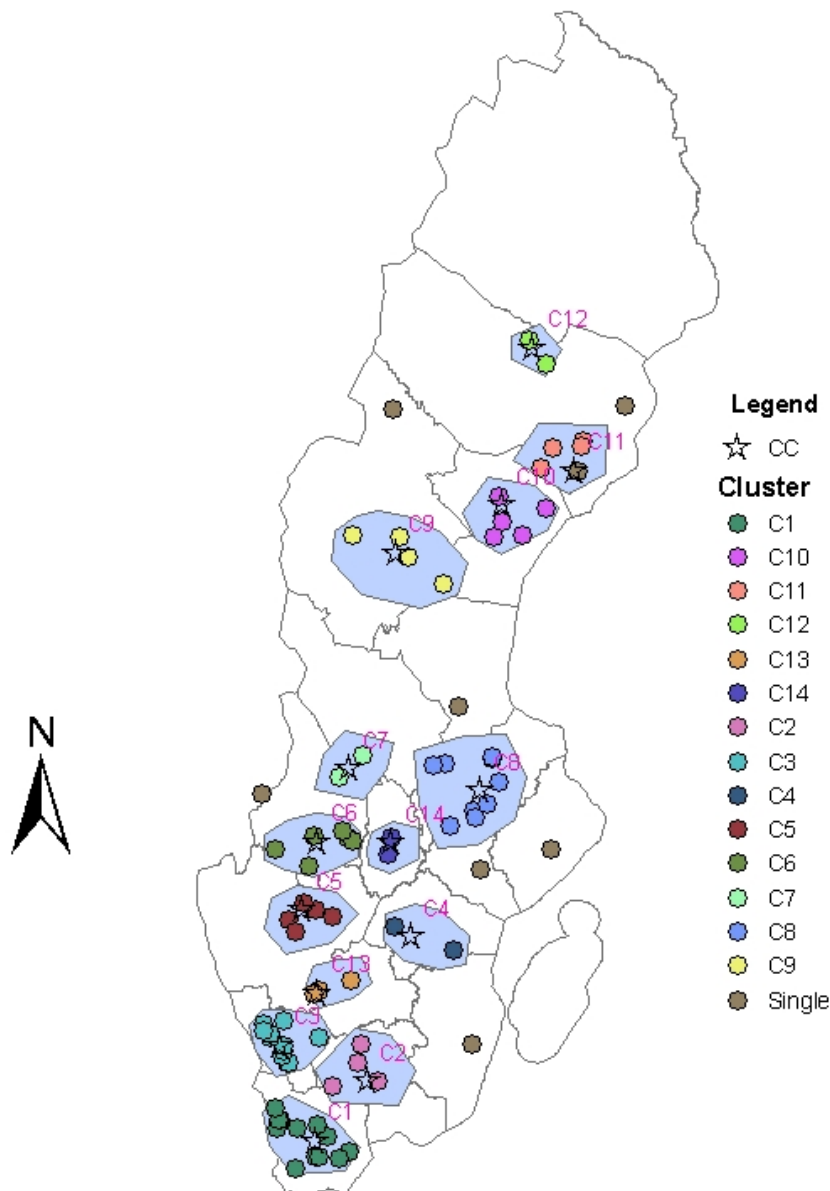 C12
Legend
CC
C11
C10
Cluster
C9
C1
C10
C11
C12
C13
C14
N
C2
C7
C8
C3
C4
C6
C14
C5
C5
C6
C4
C7
C8
C13
C9
C3
Single
C2
C1